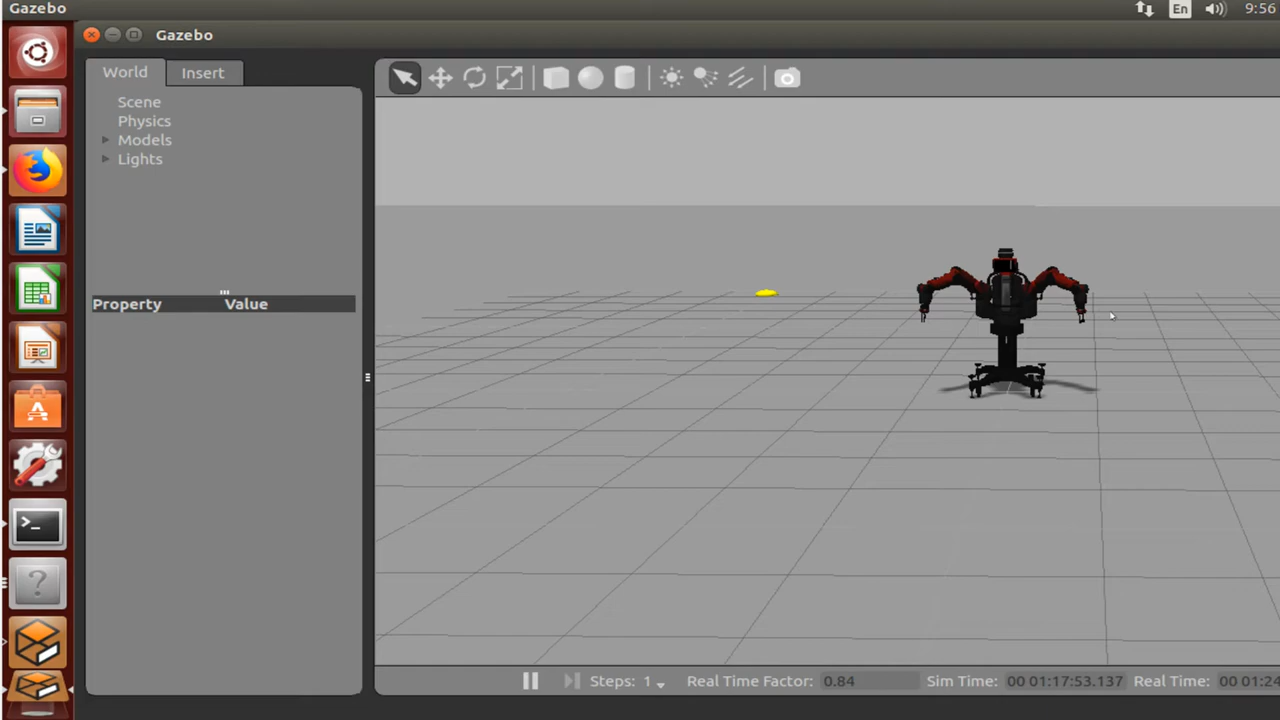 Gazebo
En
9:56
Gazebo
World
Insert
Scene
Physics
Models
Lights
Property Value
Steps: 1 Real Time Factor: 0.84 Sim Time: 00 01:17:53.137 Real Time: 00 01:24